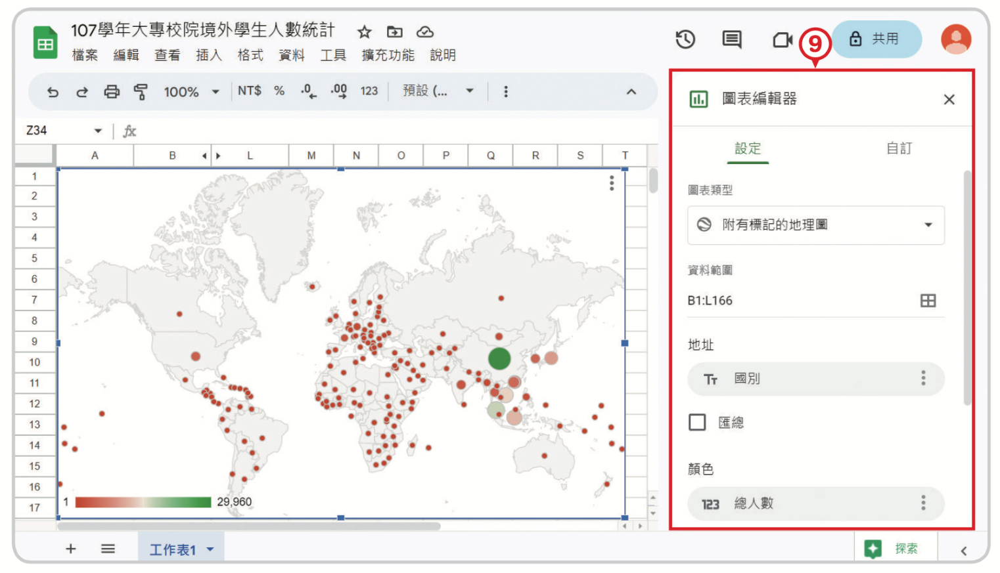 107學年大專校院境外學生人數統計
檔案 編輯 查看 插入 格式 資料 工具 擴充功能 說明
共用
9
100% NT$ % .0 .00 123 預設 (...
Z34 fx
A B L M N O P Q R S T
1
2
3
4
5
6
7
8
9
10
11
12
13
14
15
16
17
1 29,960
工作表1
圖表編輯器
設定 自訂
圖表類型
附有標記的地理圖
資料範圍
B1:L166
地址
Tт 國別
匯總
顏色
123 總人數
探索